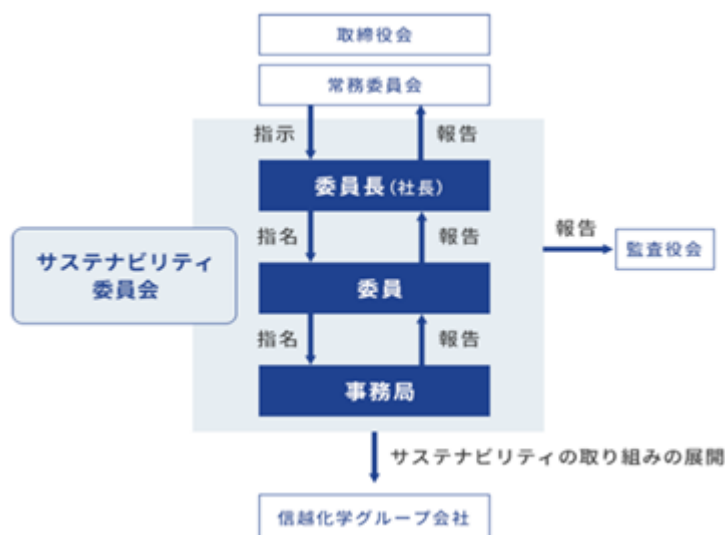 取締役会
常務委員会
指示
報告
委員長(社長)
指名
報告
報告
監査役会
サステナビリティ
委員会
委員
指名
報告
事務局
サステナビリティの取り組みの展開
信越化学グループ会社